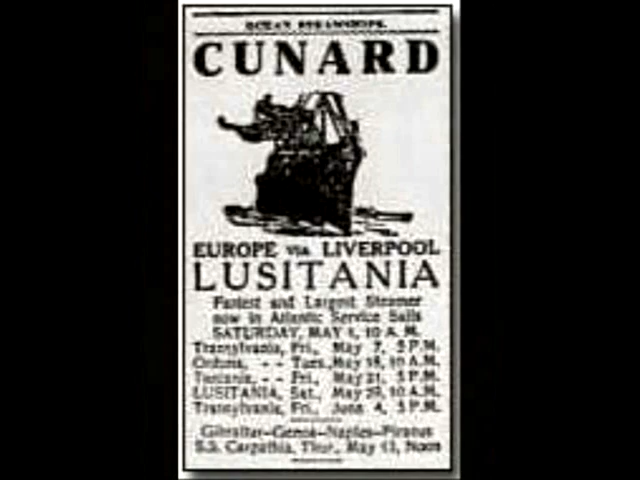 OCEAN STEAMSHIPS.
CUNARD
EUROPE VIA LIVERPOOL
LUSITANIA
Fastest and Largest Steamer
now in Atlantic Service Sails
SATURDAY, MAY 1, 10 A.M.
Transylvania, Fri., May 7, 5 P.M.
Orduna, - - Tues., May 18, 10 A.M.
Tuscania, - - Fri., May 21, 5 P.M.
LUSITANIA, Sat., May 29, 10 A.M.
Transylvania, Fri., June 4, 5 P.M.
Gibraltar-Genoa-Naples-Piraeus
S.S. Carpathia, Thur., May 13, Noon